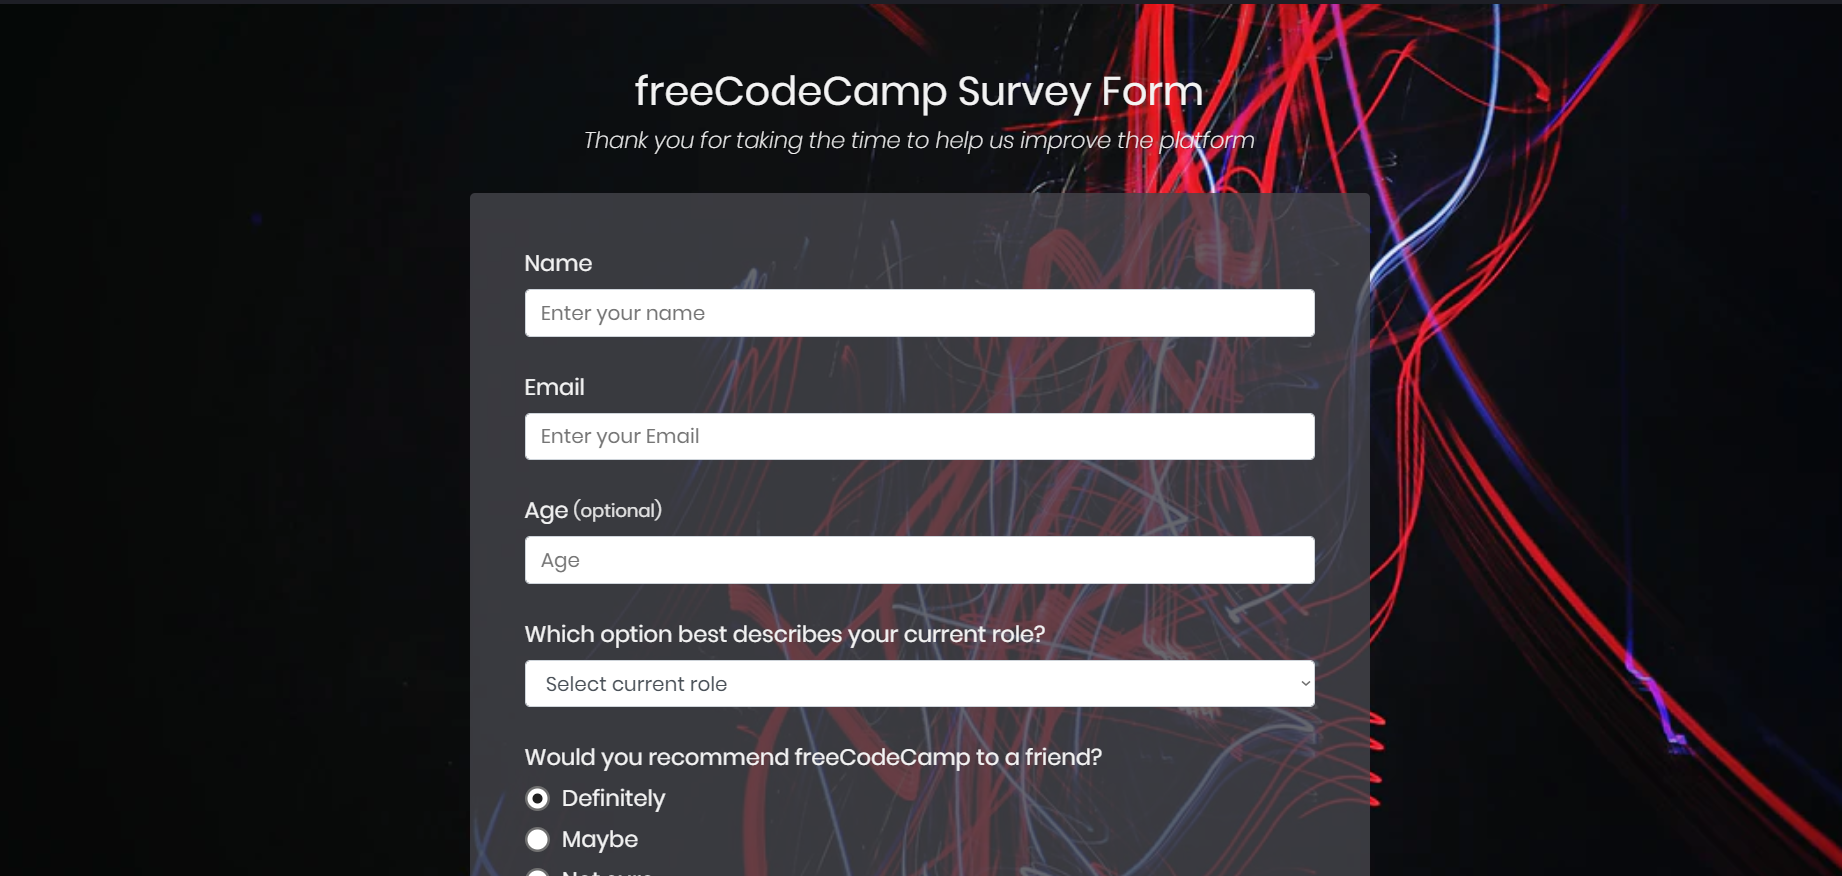 freeCodeCamp Survey Form
Thank you for taking the time to help us improve the platform
Name
Enter your name
Email
Enter your Email
Age (optional)
Age
Which option best describes your current role?
Select current role
Would you recommend freeCodeCamp to a friend?
Definitely
Maybe